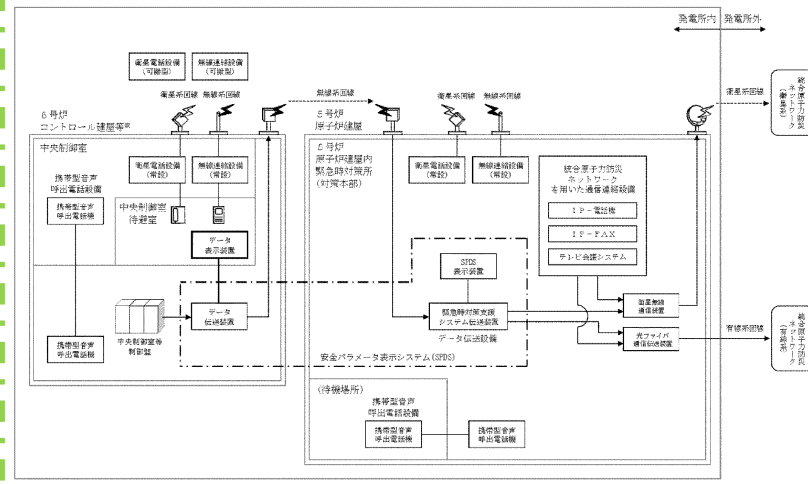 発電所内
発電所外
衛星電話設備
(可搬型)
無線連絡設備
(可搬型)
衛星系回線
無線系回線
無線系回線
衛星系回線
無線系回線
衛星系回線
統合原子力防災
ネットワーク
(衛星系)
6号炉
コントロール建屋等※
5号炉
原子炉建屋
中央制御室
携帯型音声
呼出電話設備
携帯型音声
呼出電話機
衛星電話設備
(常設)
無線連絡設備
(常設)
中央制御室
待避室
データ
表示装置
5号炉
原子炉建屋内
緊急時対策所
(対策本部)
衛星電話設備
(常設)
無線連絡設備
(常設)
統合原子力防災
ネットワーク
を用いた通信連絡設備
IP-電話機
IP-FAX
テレビ会議システム
SPDS
表示装置
データ
伝送装置
緊急時対策支援
システム伝送装置
データ伝送設備
衛星無線
通信装置
光ファイバ
通信伝送装置
有線系回線
統合原子力防災
ネットワーク
(有線系)
中央制御室等
制御盤
携帯型音声
呼出電話機
安全パラメータ表示システム(SPDS)
(待機場所)
携帯型音声
呼出電話設備
携帯型音声
呼出電話機
携帯型音声
呼出電話機